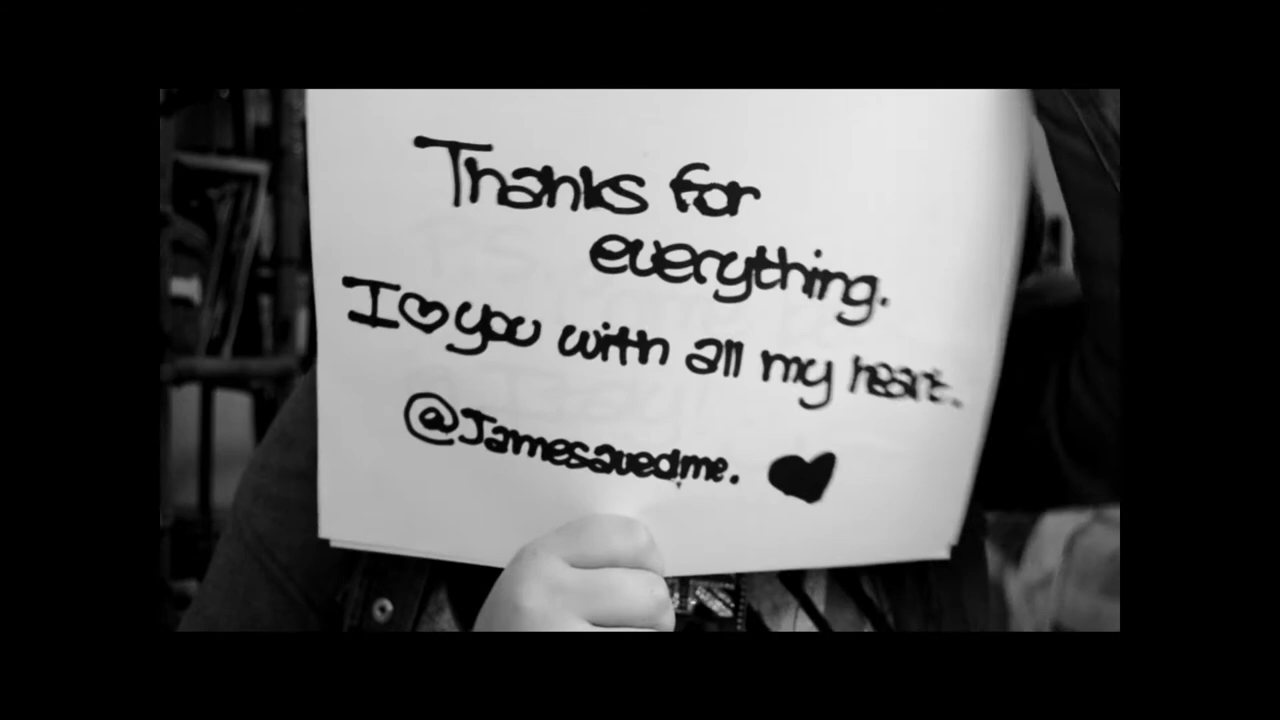 Thanks for
everything.
I ♡ you with all my heart.
@Jamesavedme. ♥